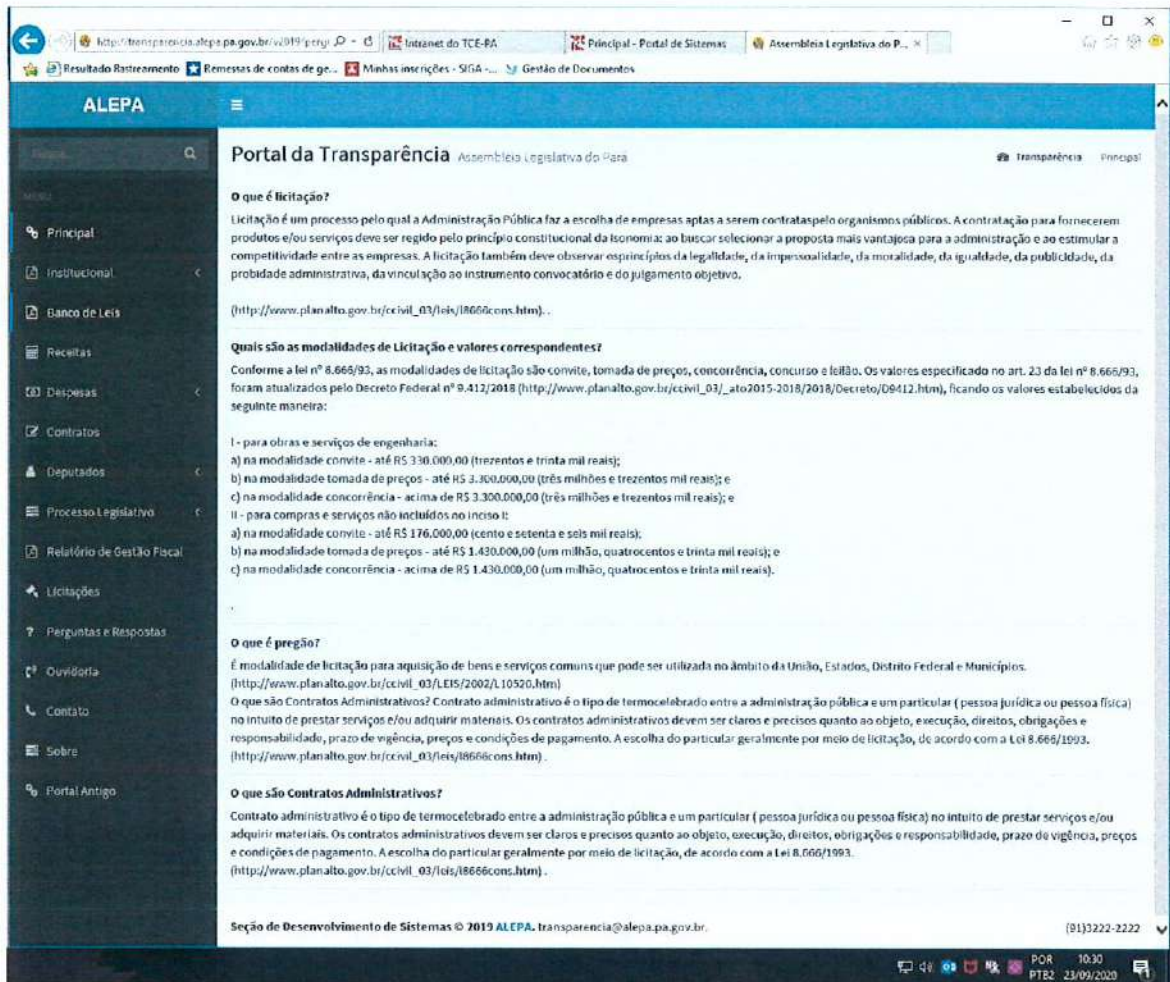 http://transparencia.alepa.pa.gov.br/v2019/pergu
Intranet do TCE-PA
Principal - Portal de Sistemas
Assembleia Legislativa do P...
Resultado Rastreamento
Remessas de contas de ge...
Minhas inscrições - SIGA -...
Gestão de Documentos
ALEPA
Portal da Transparência Assembleia Legislativa do Pará
Transparência Principal
MENU
Principal
Institucional
Banco de Leis
Receitas
Despesas
Contratos
Deputados
Processo Legislativo
Relatório de Gestão Fiscal
Licitações
Perguntas e Respostas
Ouvidoria
Contato
Sobre
Portal Antigo
O que é licitação?
Licitação é um processo pelo qual a Administração Pública faz a escolha de empresas aptas a serem contrataspelo organismos públicos. A contratação para fornecerem
produtos e/ou serviços deve ser regido pelo princípio constitucional da isonomia: ao buscar selecionar a proposta mais vantajosa para a administração e ao estimular a
competitividade entre as empresas. A licitação também deve observar osprincípios da legalidade, da impessoalidade, da moralidade, da igualdade, da publicidade, da
probidade administrativa, da vinculação ao instrumento convocatório e do julgamento objetivo.
(http://www.planalto.gov.br/ccivil_03/leis/l8666cons.htm). .
Quais são as modalidades de Licitação e valores correspondentes?
Conforme a lei nº 8.666/93, as modalidades de licitação são convite, tomada de preços, concorrência, concurso e leilão. Os valores especificado no art. 23 da lei nº 8.666/93,
foram atualizados pelo Decreto Federal nº 9.412/2018 (http://www.planalto.gov.br/ccivil_03/_ato2015-2018/2018/Decreto/D9412.htm), ficando os valores estabelecidos da
seguinte maneira:
I - para obras e serviços de engenharia:
a) na modalidade convite - até R$ 330.000,00 (trezentos e trinta mil reais);
b) na modalidade tomada de preços - até R$ 3.300.000,00 (três milhões e trezentos mil reais); e
c) na modalidade concorrência - acima de R$ 3.300.000,00 (três milhões e trezentos mil reais); e
II - para compras e serviços não incluídos no inciso I:
a) na modalidade convite - até R$ 176.000,00 (cento e setenta e seis mil reais);
b) na modalidade tomada de preços - até R$ 1.430.000,00 (um milhão, quatrocentos e trinta mil reais); e
c) na modalidade concorrência - acima de R$ 1.430.000,00 (um milhão, quatrocentos e trinta mil reais).
.
O que é pregão?
É modalidade de licitação para aquisição de bens e serviços comuns que pode ser utilizada no âmbito da União, Estados, Distrito Federal e Municípios.
(http://www.planalto.gov.br/ccivil_03/LEIS/2002/L10520.htm)
O que são Contratos Administrativos? Contrato administrativo é o tipo de termocelebrado entre a administração pública e um particular ( pessoa jurídica ou pessoa física)
no intuito de prestar serviços e/ou adquirir materiais. Os contratos administrativos devem ser claros e precisos quanto ao objeto, execução, direitos, obrigações e
responsabilidade, prazo de vigência, preços e condições de pagamento. A escolha do particular geralmente por meio de licitação, de acordo com a Lei 8.666/1993.
(http://www.planalto.gov.br/ccivil_03/leis/l8666cons.htm) .
O que são Contratos Administrativos?
Contrato administrativo é o tipo de termocelebrado entre a administração pública e um particular ( pessoa jurídica ou pessoa física) no intuito de prestar serviços e/ou
adquirir materiais. Os contratos administrativos devem ser claros e precisos quanto ao objeto, execução, direitos, obrigações e responsabilidade, prazo de vigência, preços
e condições de pagamento. A escolha do particular geralmente por meio de licitação, de acordo com a Lei 8.666/1993.
(http://www.planalto.gov.br/ccivil_03/leis/l8666cons.htm) .
Seção de Desenvolvimento de Sistemas © 2019 ALEPA. transparencia@alepa.pa.gov.br.
(91)3222-2222
POR
PTB2
10:30
23/09/2020